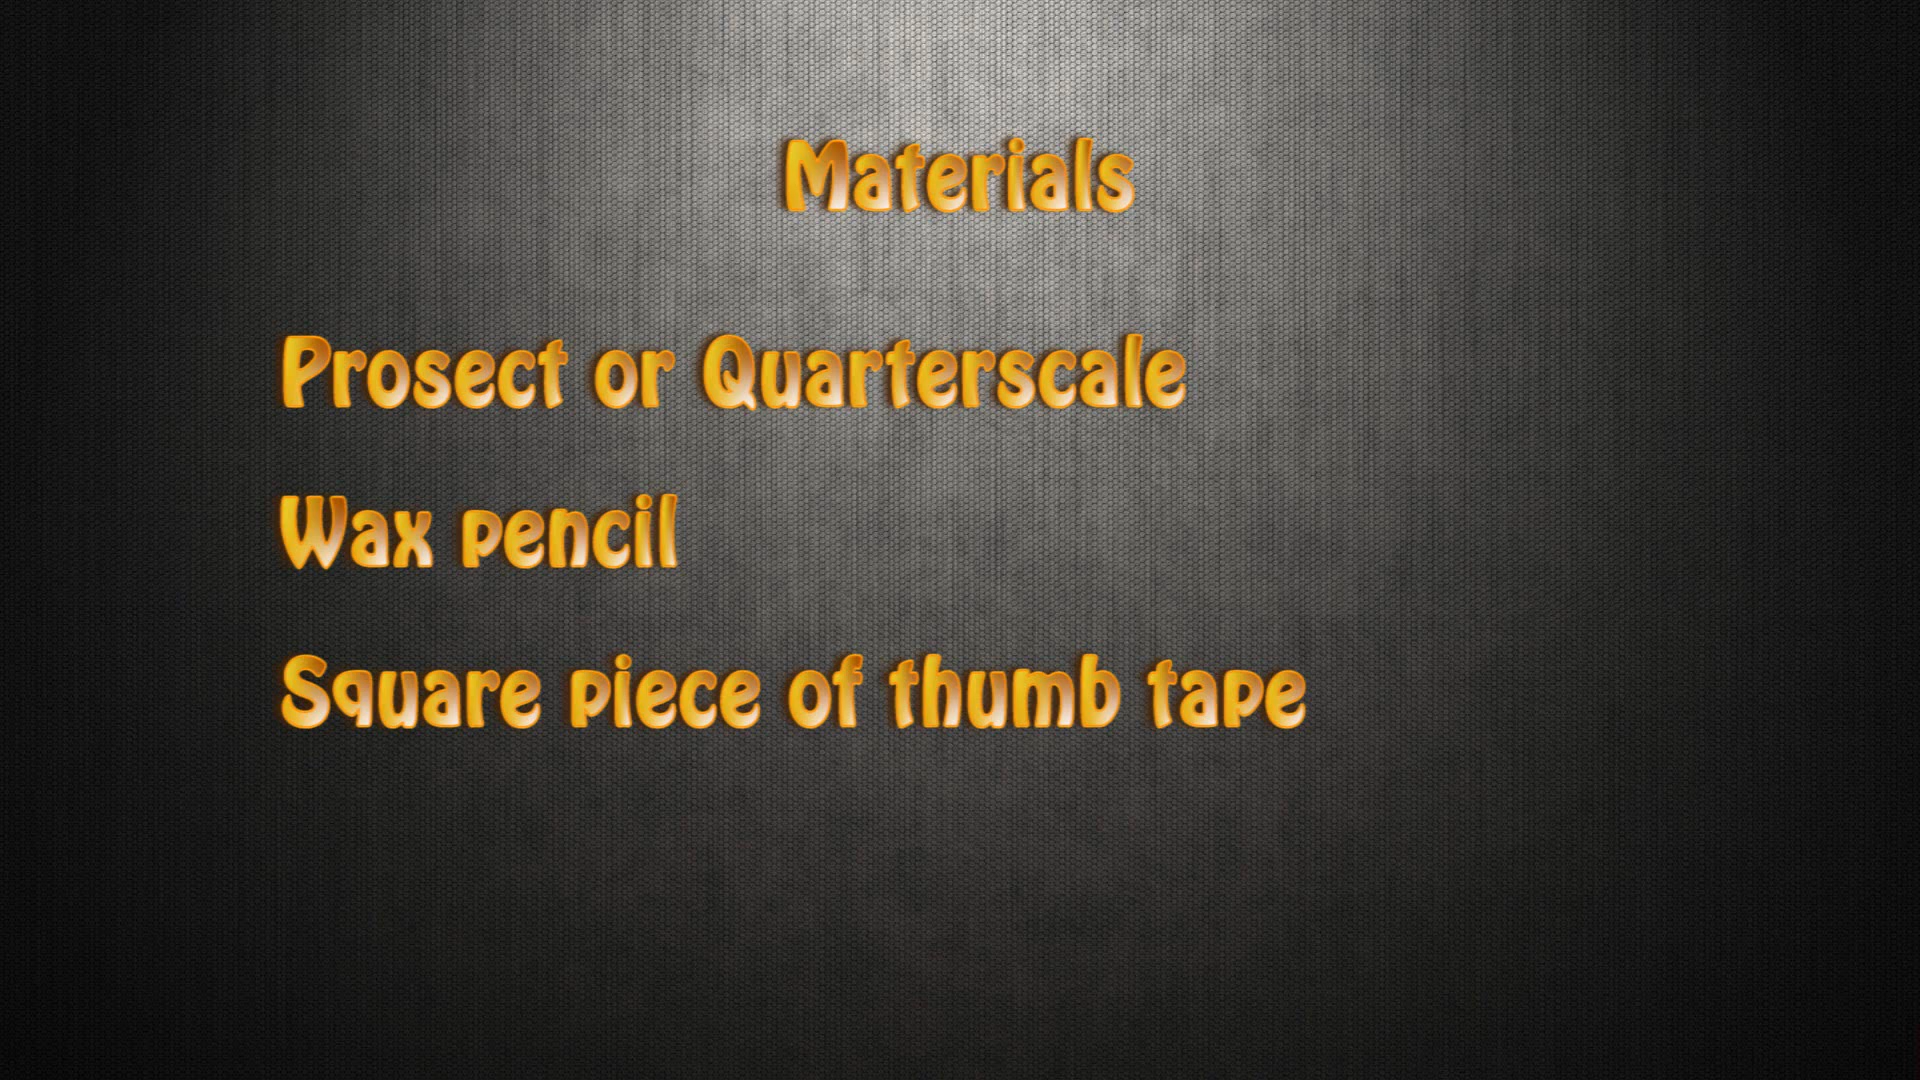 Materials
Prosect or Quarterscale
Wax pencil
Square piece of thumb tape